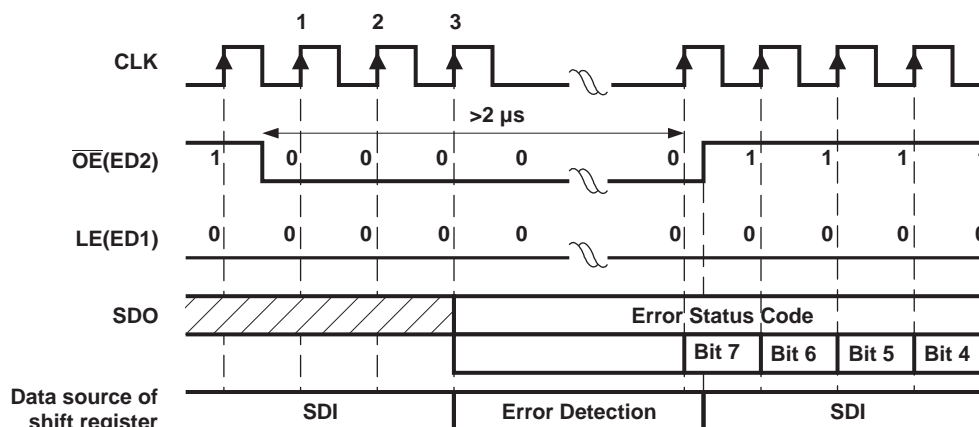 1 2 3
CLK
>2 µs
OE(ED2)
1 0 0 0 0 0 1 1 1
LE(ED1)
0 0 0 0 0 0 0 0 0 0
SDO
Error Status Code
Bit 7 Bit 6 Bit 5 Bit 4
Data source of
shift register
SDI Error Detection SDI